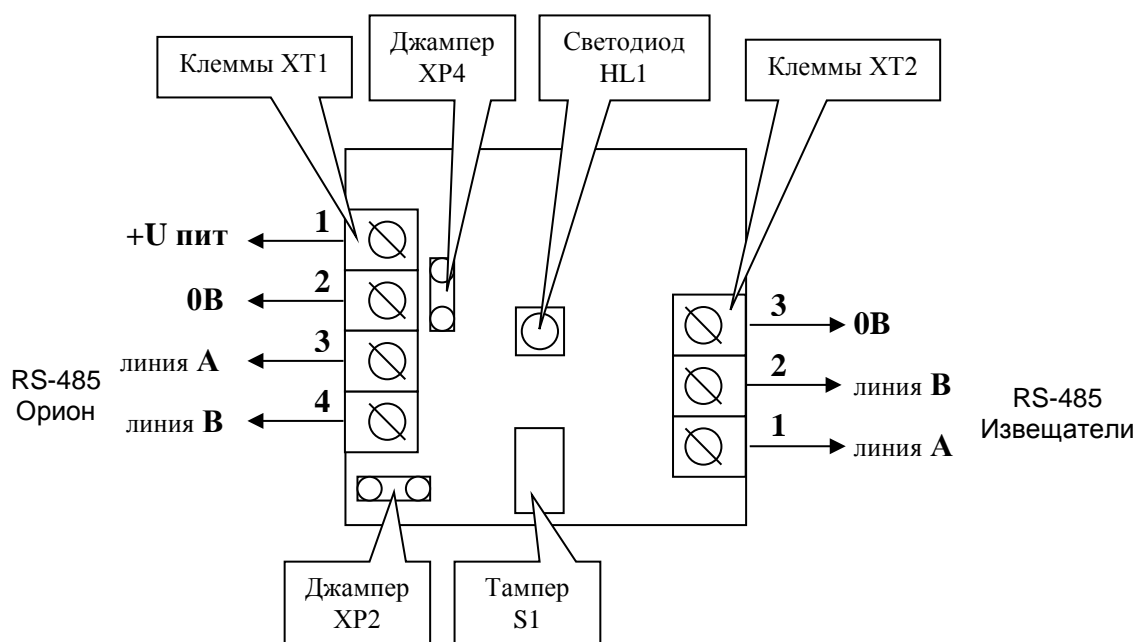 Клеммы XT1
Джампер
XP4
Светодиод
HL1
Клеммы XT2
+U пит
1
0В
2
линия А
3
линия В
4
RS-485
Орион
3
0В
2
линия В
1
линия А
RS-485
Извещатели
Джампер
XP2
Тампер
S1